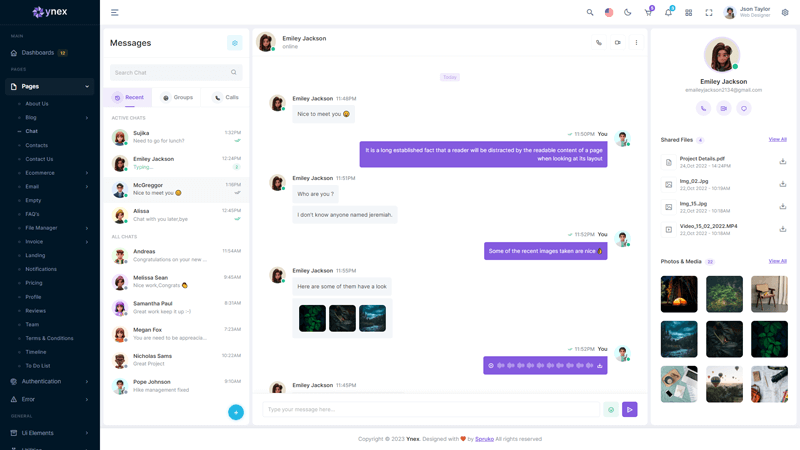 ynex
MAIN
Dashboards 12
PAGES
Pages
About Us
Blog
Chat
Contacts
Contact Us
Ecommerce
Email
Empty
FAQ's
File Manager
Invoice
Landing
Notifications
Pricing
Profile
Reviews
Team
Terms & Conditions
Timeline
To Do List
Authentication
Error
GENERAL
UI Elements
5
Json Taylor
Web Designer
Messages
Search Chat
Recent
Groups
Calls
ACTIVE CHATS
Sujika 1:32PM
Need to go for lunch?
Emiley Jackson 12:24PM
Typing... 2
McGreggor 1:16PM
Nice to meet you
Alissa 12:45PM
Chat with you later,bye
ALL CHATS
Andreas 11:54AM
Congratulations on your new ...
Melissa Sean 9:45AM
Nice work,Congrats
Samantha Paul 8:31AM
Great work keep it up :-)
Megan Fox 7:23AM
You are need to be appreacia...
Nicholas Sams 10:22AM
Great Project
Pope Johnson 9:10AM
Hike management fixed
Emiley Jackson
online
Today
Emiley Jackson 11:48PM
Nice to meet you
11:50PM You
It is a long established fact that a reader will be distracted by the readable content of a page
when looking at its layout
Emiley Jackson 11:51PM
Who are you ?
I don't know anyone named jeremiah.
11:52PM You
Some of the recent images taken are nice
Emiley Jackson 11:55PM
Here are some of them have a look
11:52PM You
Emiley Jackson 11:45PM
Type your message here...
Emiley Jackson
emaileyjackson2134@gmail.com
Shared Files 4
View All
Project Details.pdf
24,Oct 2022 - 14:24PM
Img_02.Jpg
22,Oct 2022 - 10:19AM
Img_15.Jpg
22,Oct 2022 - 10:19AM
Video_15_02_2022.MP4
22,Oct 2022 - 10:19AM
Photos & Media 22
View All
Copyright © 2023 Ynex. Designed with ❤ by Spruko All rights reserved